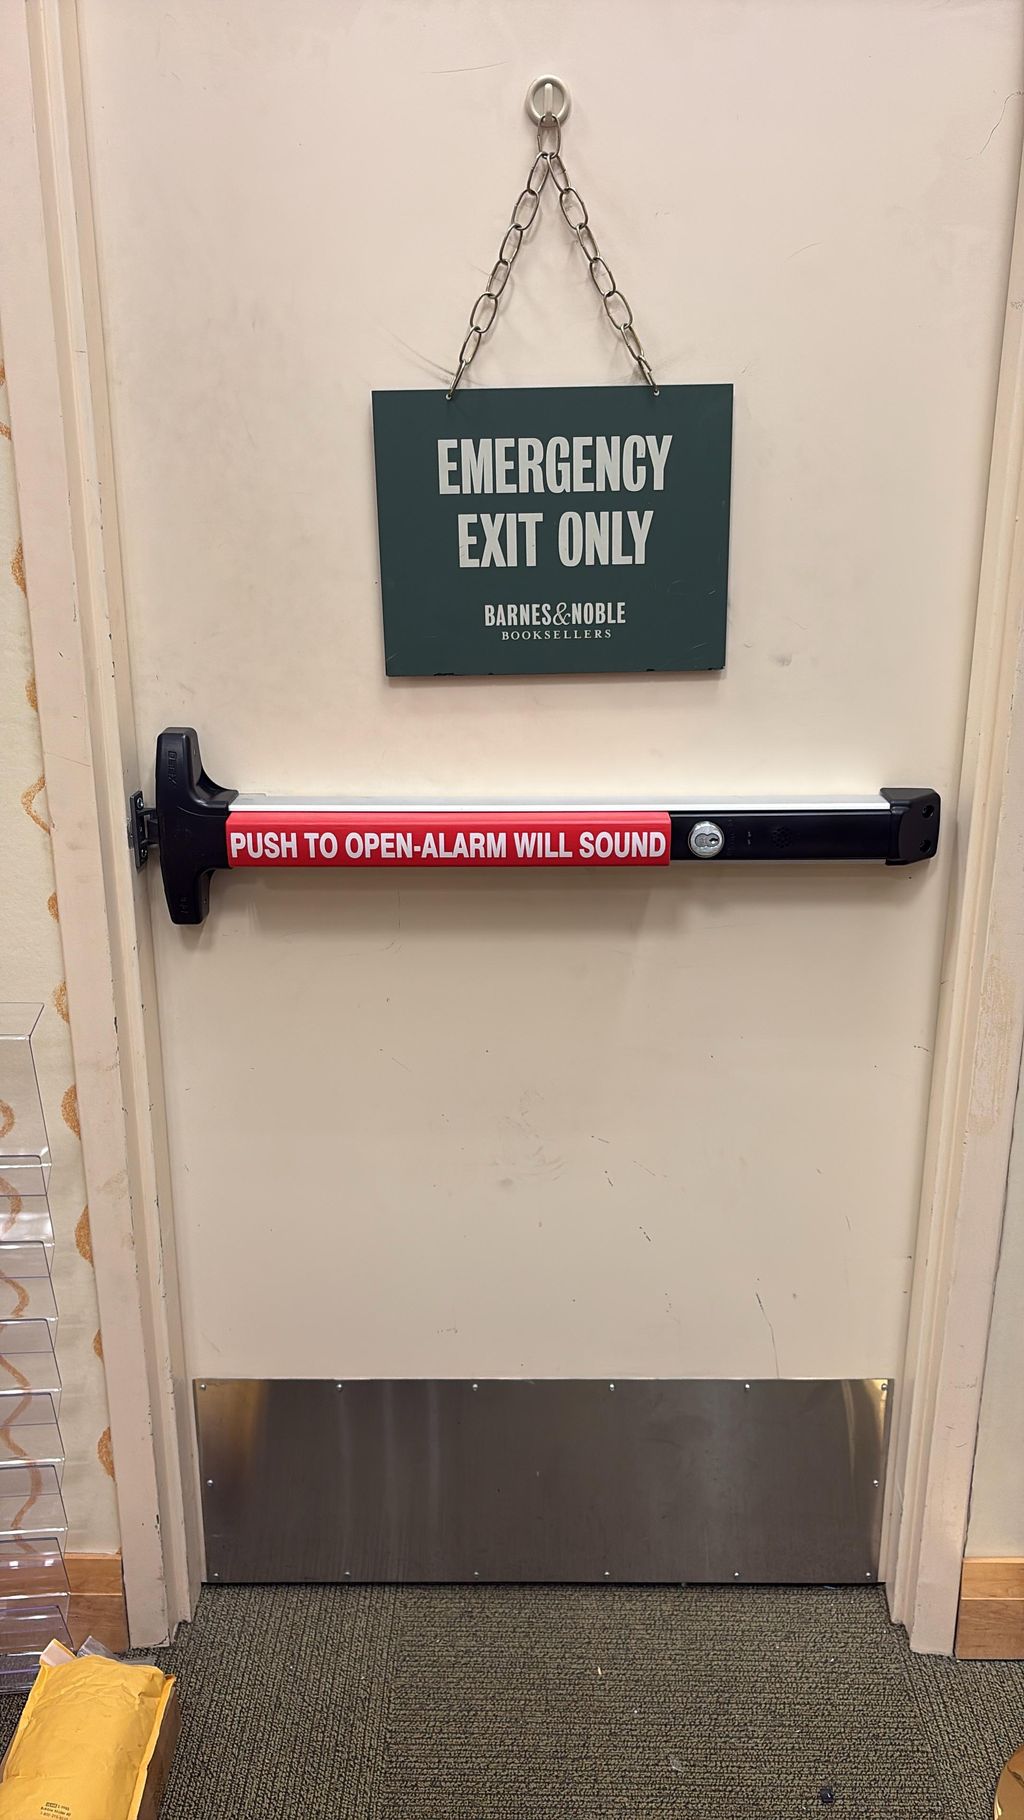 EMERGENCY
EXIT ONLY
BARNES&NOBLE
BOOKSELLERS
PUSH TO OPEN-ALARM WILL SOUND